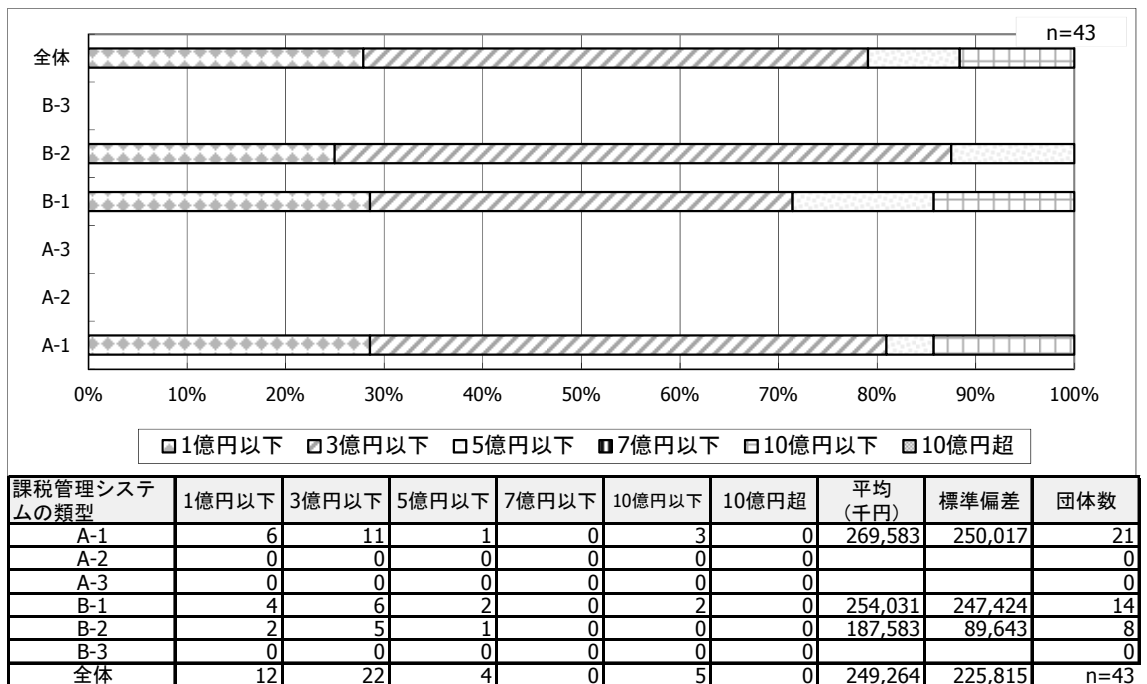 n=43
全体
B-3
B-2
B-1
A-3
A-2
A-1
0% 10% 20% 30% 40% 50% 60% 70% 80% 90% 100%
1億円以下 3億円以下 5億円以下 7億円以下 10億円以下 10億円超
課税管理システムの類型 1億円以下 3億円以下 5億円以下 7億円以下 10億円以下 10億円超 平均（千円） 標準偏差 団体数
A-1 6 11 1 0 3 0 269,583 250,017 21
A-2 0 0 0 0 0 0 0
A-3 0 0 0 0 0 0 0
B-1 4 6 2 0 2 0 254,031 247,424 14
B-2 2 5 1 0 0 0 187,583 89,643 8
B-3 0 0 0 0 0 0 0
全体 12 22 4 0 5 0 249,264 225,815 n=43